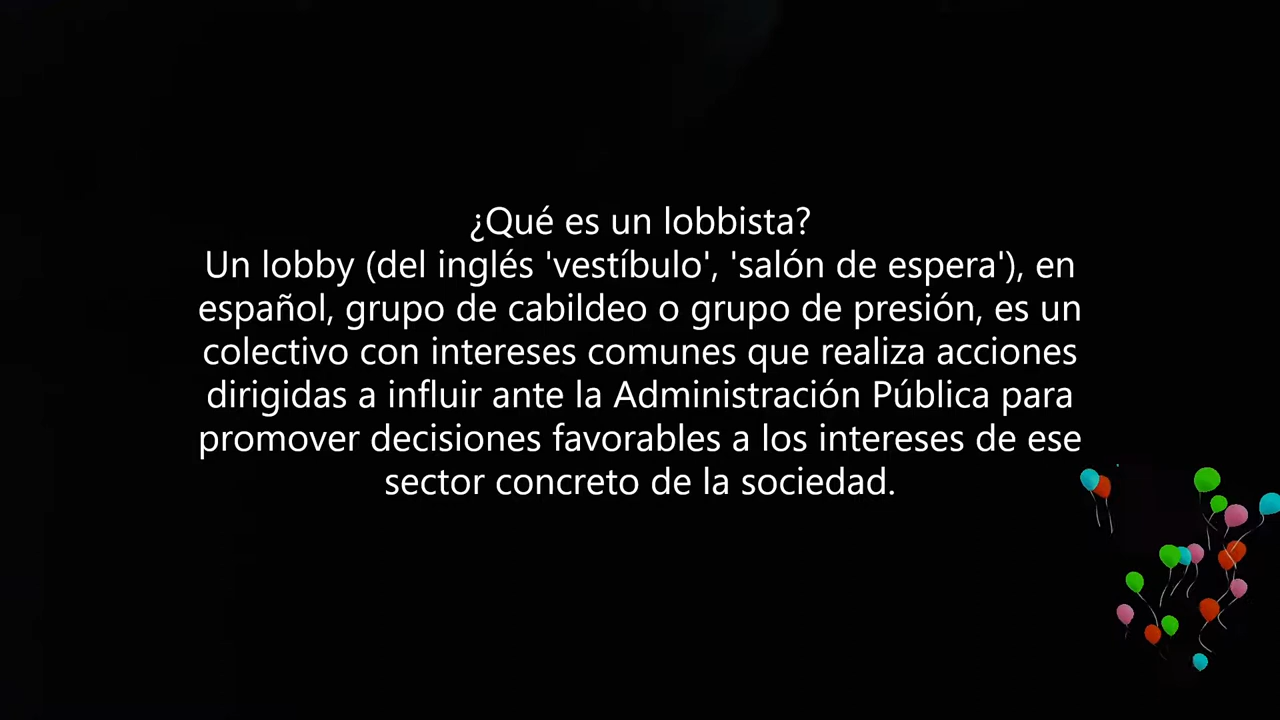 ¿Qué es un lobbista?
Un lobby (del inglés 'vestíbulo', 'salón de espera'), en
español, grupo de cabildeo o grupo de presión, es un
colectivo con intereses comunes que realiza acciones
dirigidas a influir ante la Administración Pública para
promover decisiones favorables a los intereses de ese
sector concreto de la sociedad.